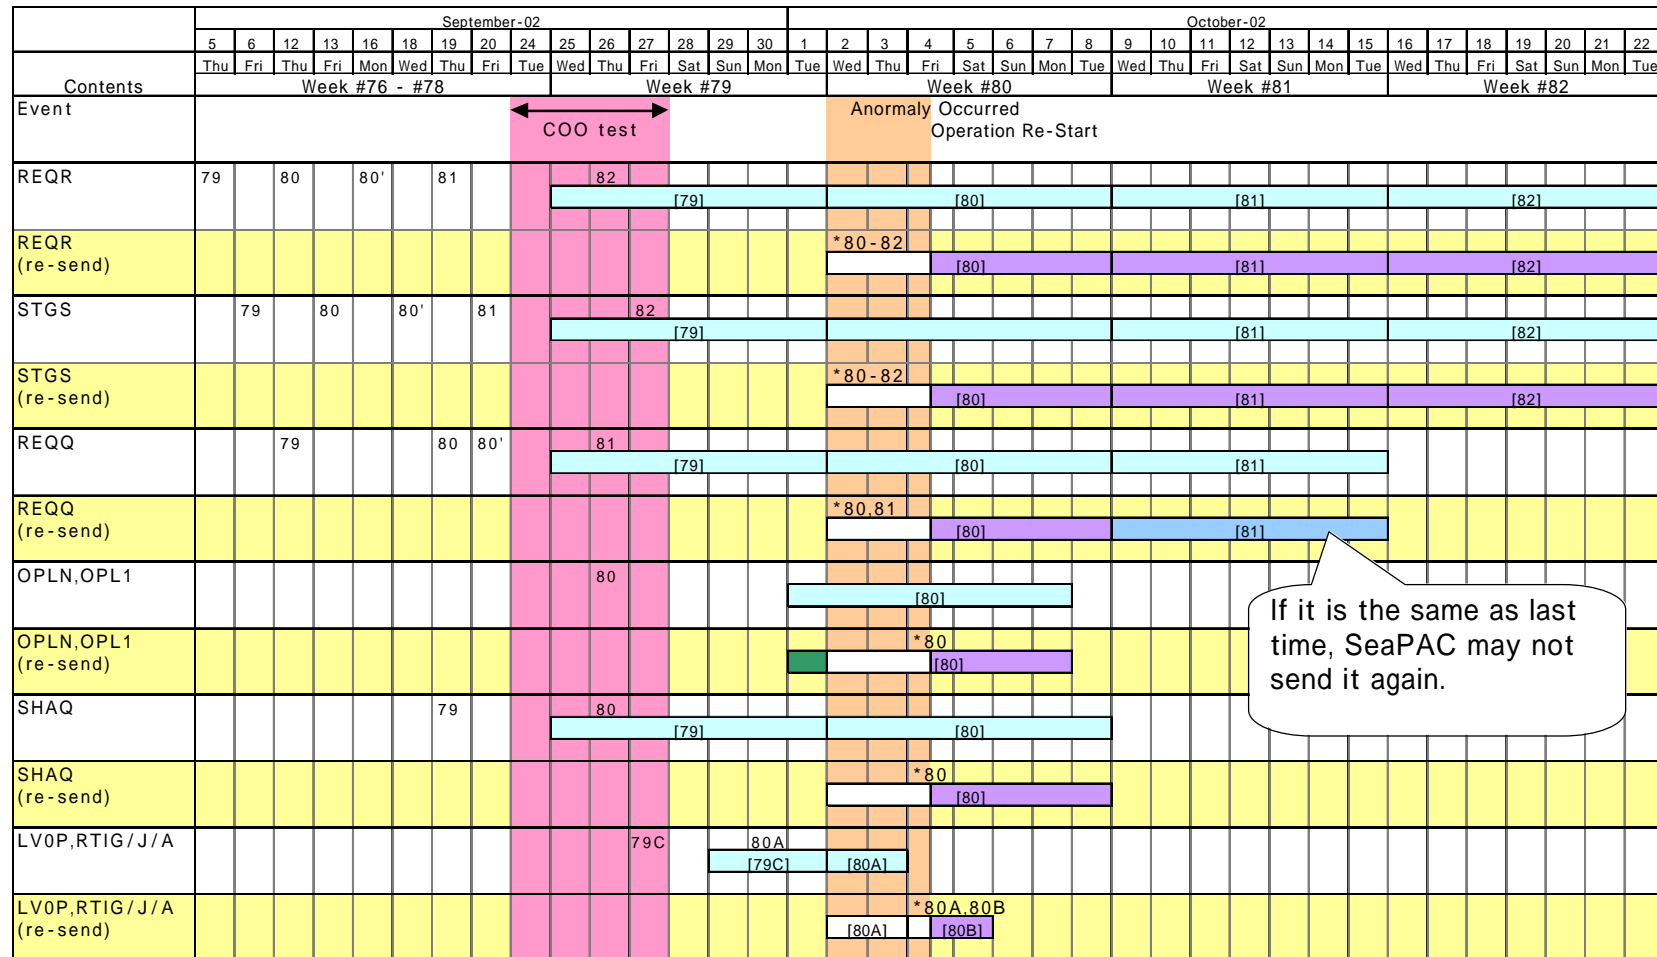 September-02 October-02
5 6 12 13 16 18 19 20 24 25 26 27 28 29 30 1 2 3 4 5 6 7 8 9 10 11 12 13 14 15 16 17 18 19 20 21 22
Thu Fri Thu Fri Mon Wed Thu Fri Tue Wed Thu Fri Sat Sun Mon Tue Wed Thu Fri Sat Sun Mon Tue Wed Thu Fri Sat Sun Mon Tue Wed Thu Fri Sat Sun Mon Tue
Contents Week #76 - #78 Week #79 Week #80 Week #81 Week #82
Event Anormaly Occurred
COO test Operation Re-Start
REQR 79 80 80' 81 82
[79] [80] [81] [82]
REQR *80-82
(re-send) [80] [81] [82]
STGS 79 80 80' 81 82
[79] [81] [82]
STGS *80-82
(re-send) [80] [81] [82]
REQQ 79 80 80' 81
[79] [80] [81]
REQQ *80,81
(re-send) [80] [81]
OPLN,OPL1 80
[80]
If it is the same as last
time, SeaPAC may not
send it again.
OPLN,OPL1 *80
(re-send) [80]
SHAQ 79 80
[79] [80]
SHAQ *80
(re-send) [80]
LV0P,RTIG/J/A 79C 80A
[79C] [80A]
LV0P,RTIG/J/A *80A,80B
(re-send) [80A] [80B]